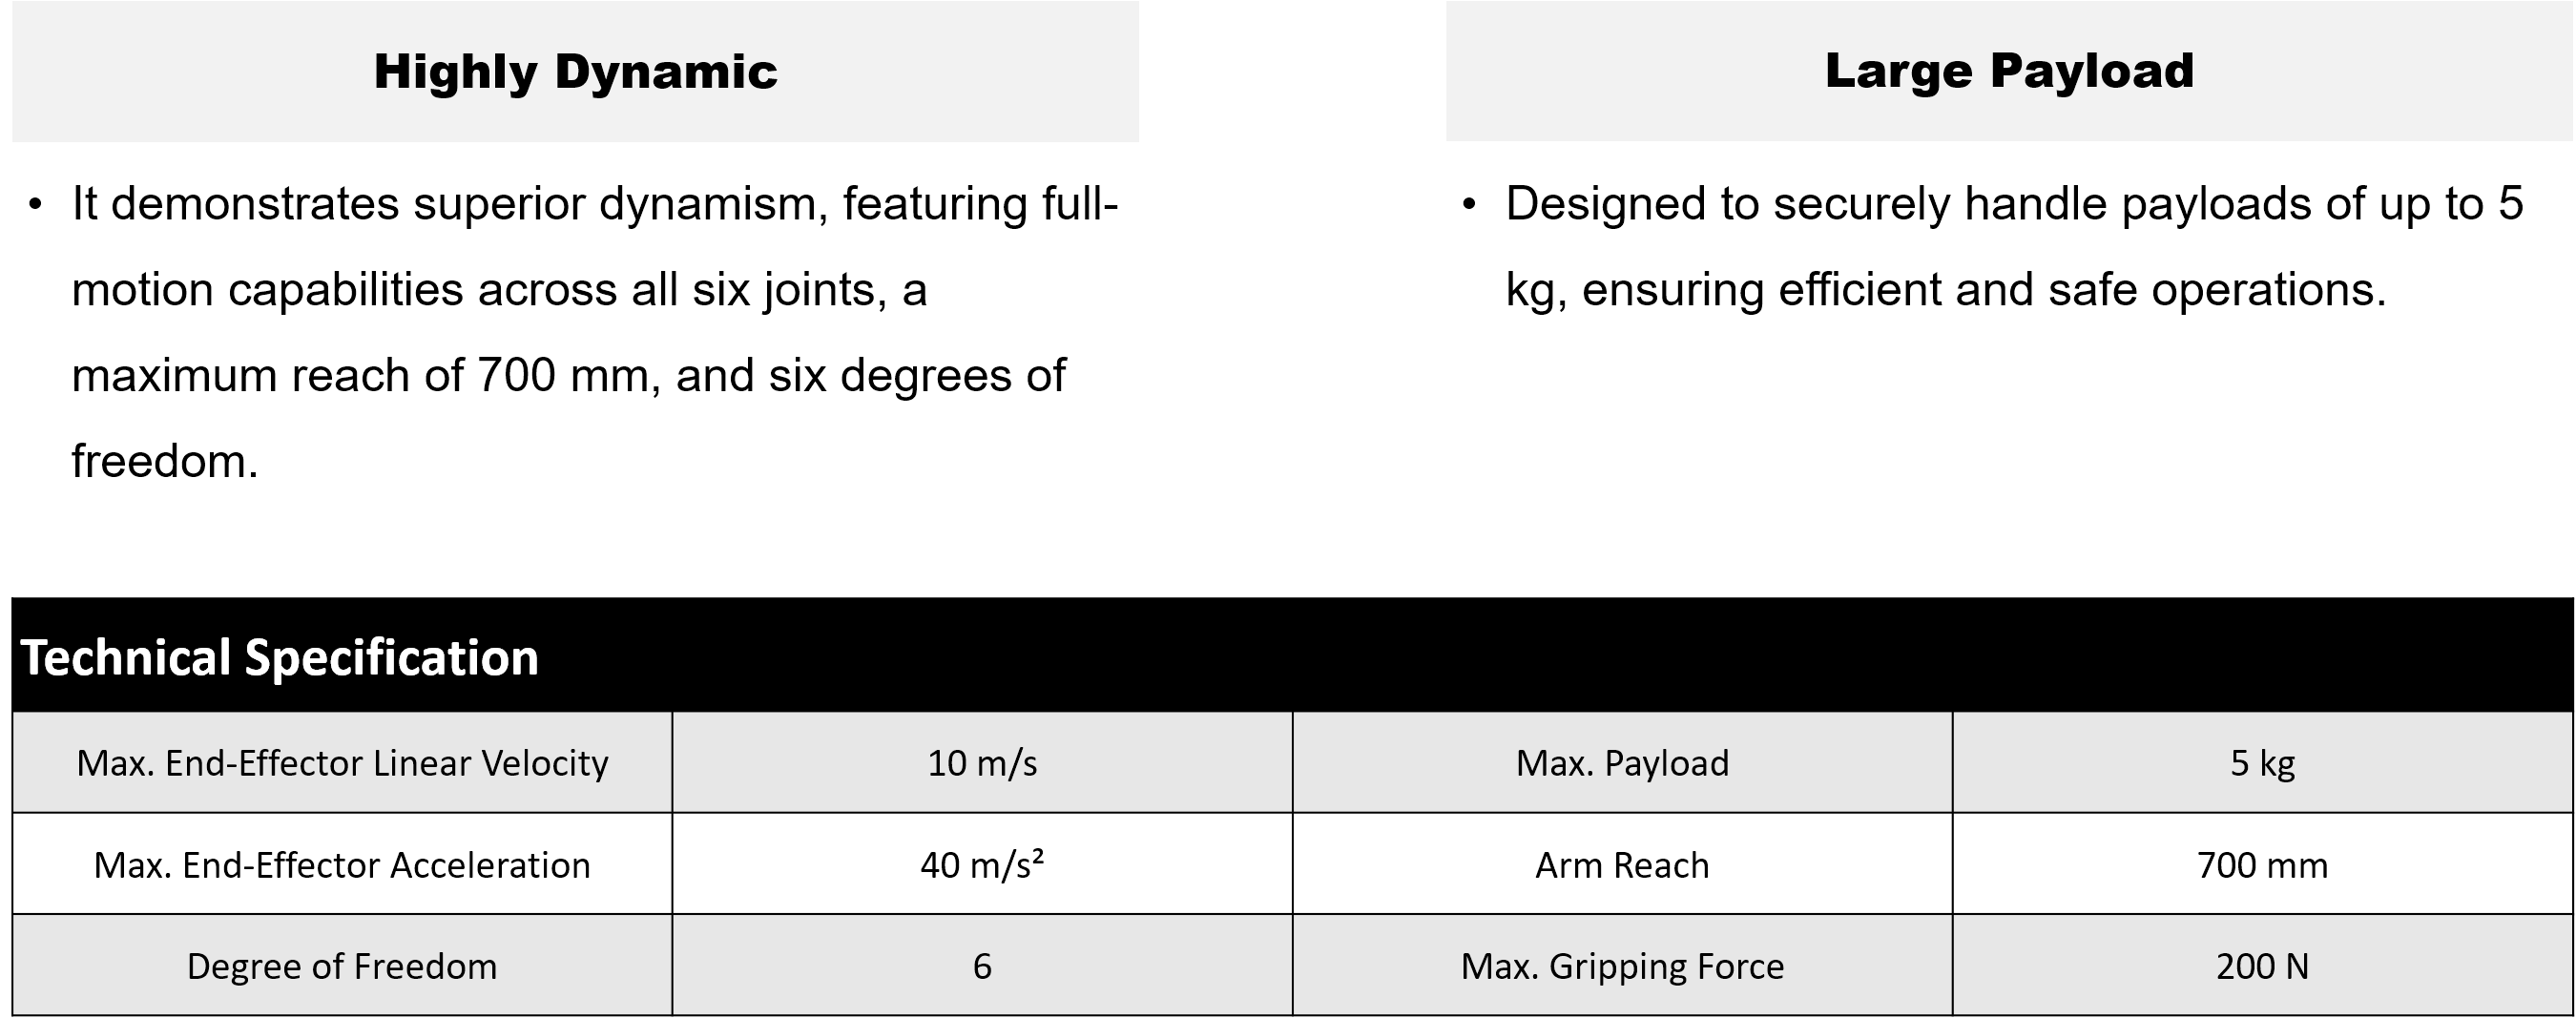 Highly Dynamic
• It demonstrates superior dynamism, featuring full-
motion capabilities across all six joints, a
maximum reach of 700 mm, and six degrees of
freedom.
Large Payload
• Designed to securely handle payloads of up to 5
kg, ensuring efficient and safe operations.
Technical Specification
Max. End-Effector Linear Velocity 10 m/s Max. Payload 5 kg
Max. End-Effector Acceleration 40 m/s² Arm Reach 700 mm
Degree of Freedom 6 Max. Gripping Force 200 N